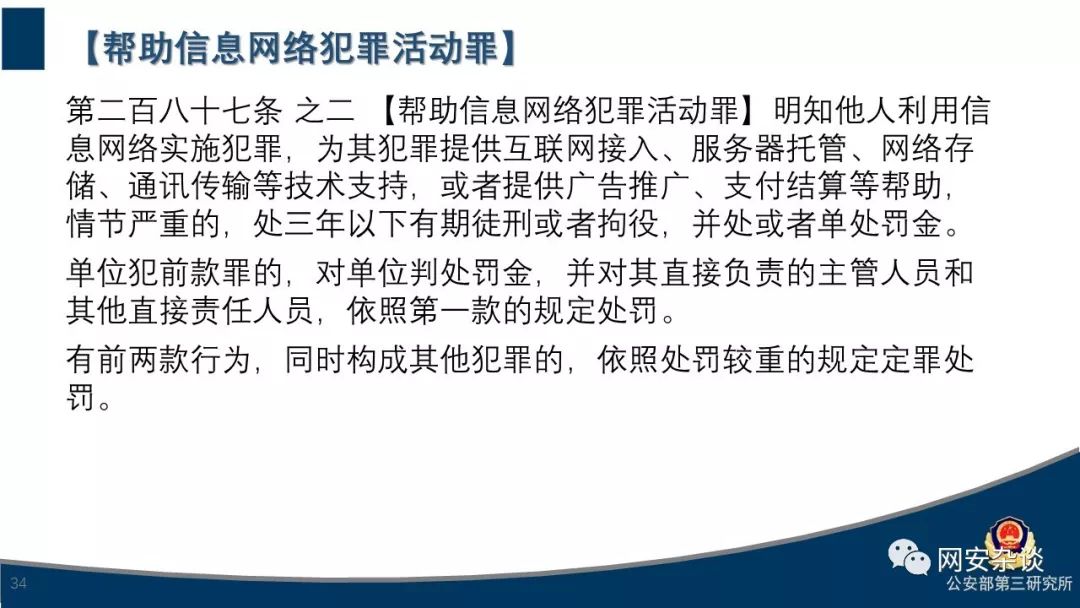 【帮助信息网络犯罪活动罪】
第二百八十七条 之二 【帮助信息网络犯罪活动罪】明知他人利用信
息网络实施犯罪，为其犯罪提供互联网接入、服务器托管、网络存
储、通讯传输等技术支持，或者提供广告推广、支付结算等帮助，
情节严重的，处三年以下有期徒刑或者拘役，并处或者单处罚金。
单位犯前款罪的，对单位判处罚金，并对其直接负责的主管人员和
其他直接责任人员，依照第一款的规定处罚。
有前两款行为，同时构成其他犯罪的，依照处罚较重的规定定罪处
罚。
网安杂谈
公安部第三研究所
34